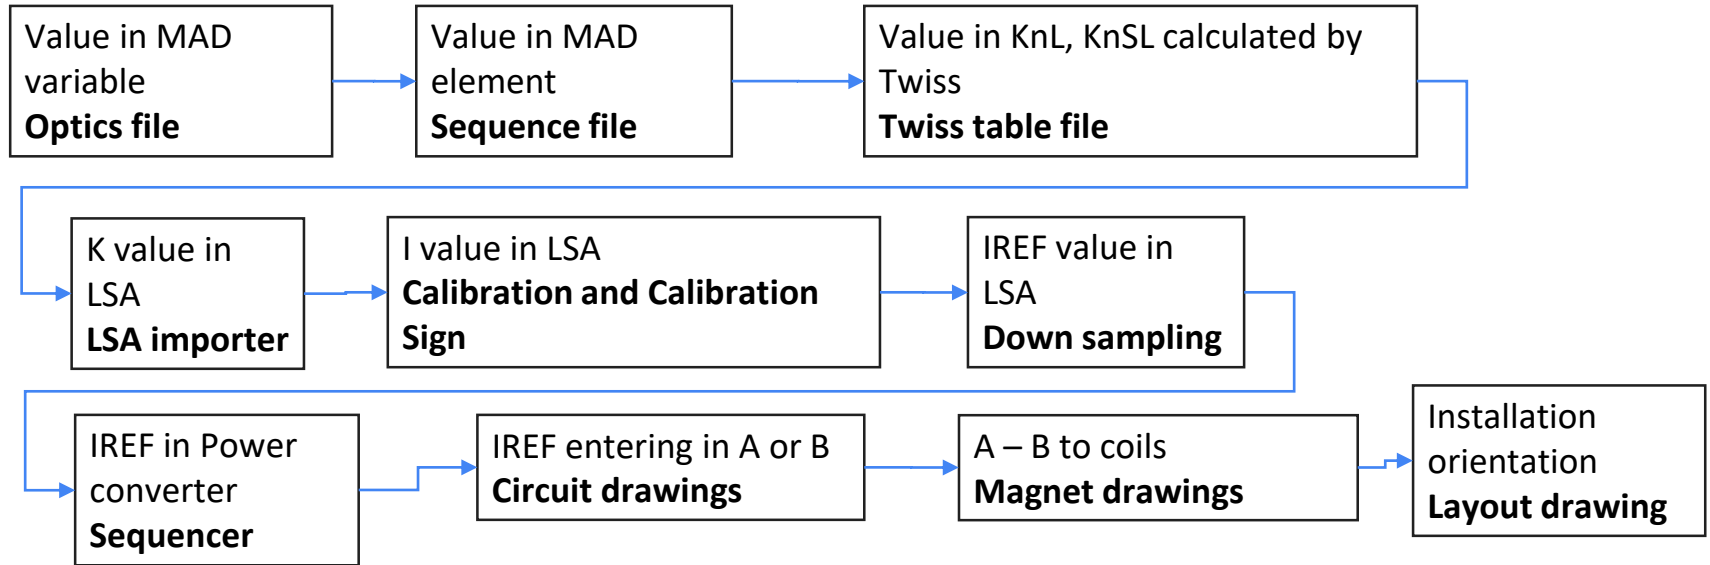 Value in MAD
variable
Optics file
Value in MAD
element
Sequence file
Value in KnL, KnSL calculated by
Twiss
Twiss table file
K value in
LSA
LSA importer
I value in LSA
Calibration and Calibration
Sign
IREF value in
LSA
Down sampling
IREF in Power
converter
Sequencer
IREF entering in A or B
Circuit drawings
A – B to coils
Magnet drawings
Installation
orientation
Layout drawing